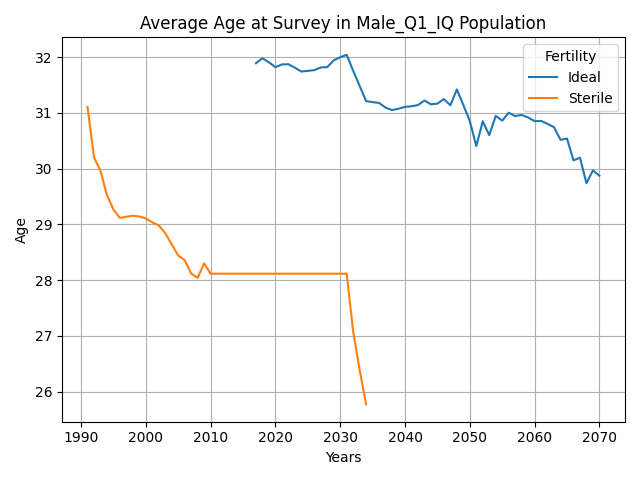 Average Age at Survey in Male_Q1_IQ Population
Fertility
Ideal
Sterile
Age
32
31
30
29
28
27
26
1990 2000 2010 2020 2030 2040 2050 2060 2070
Years